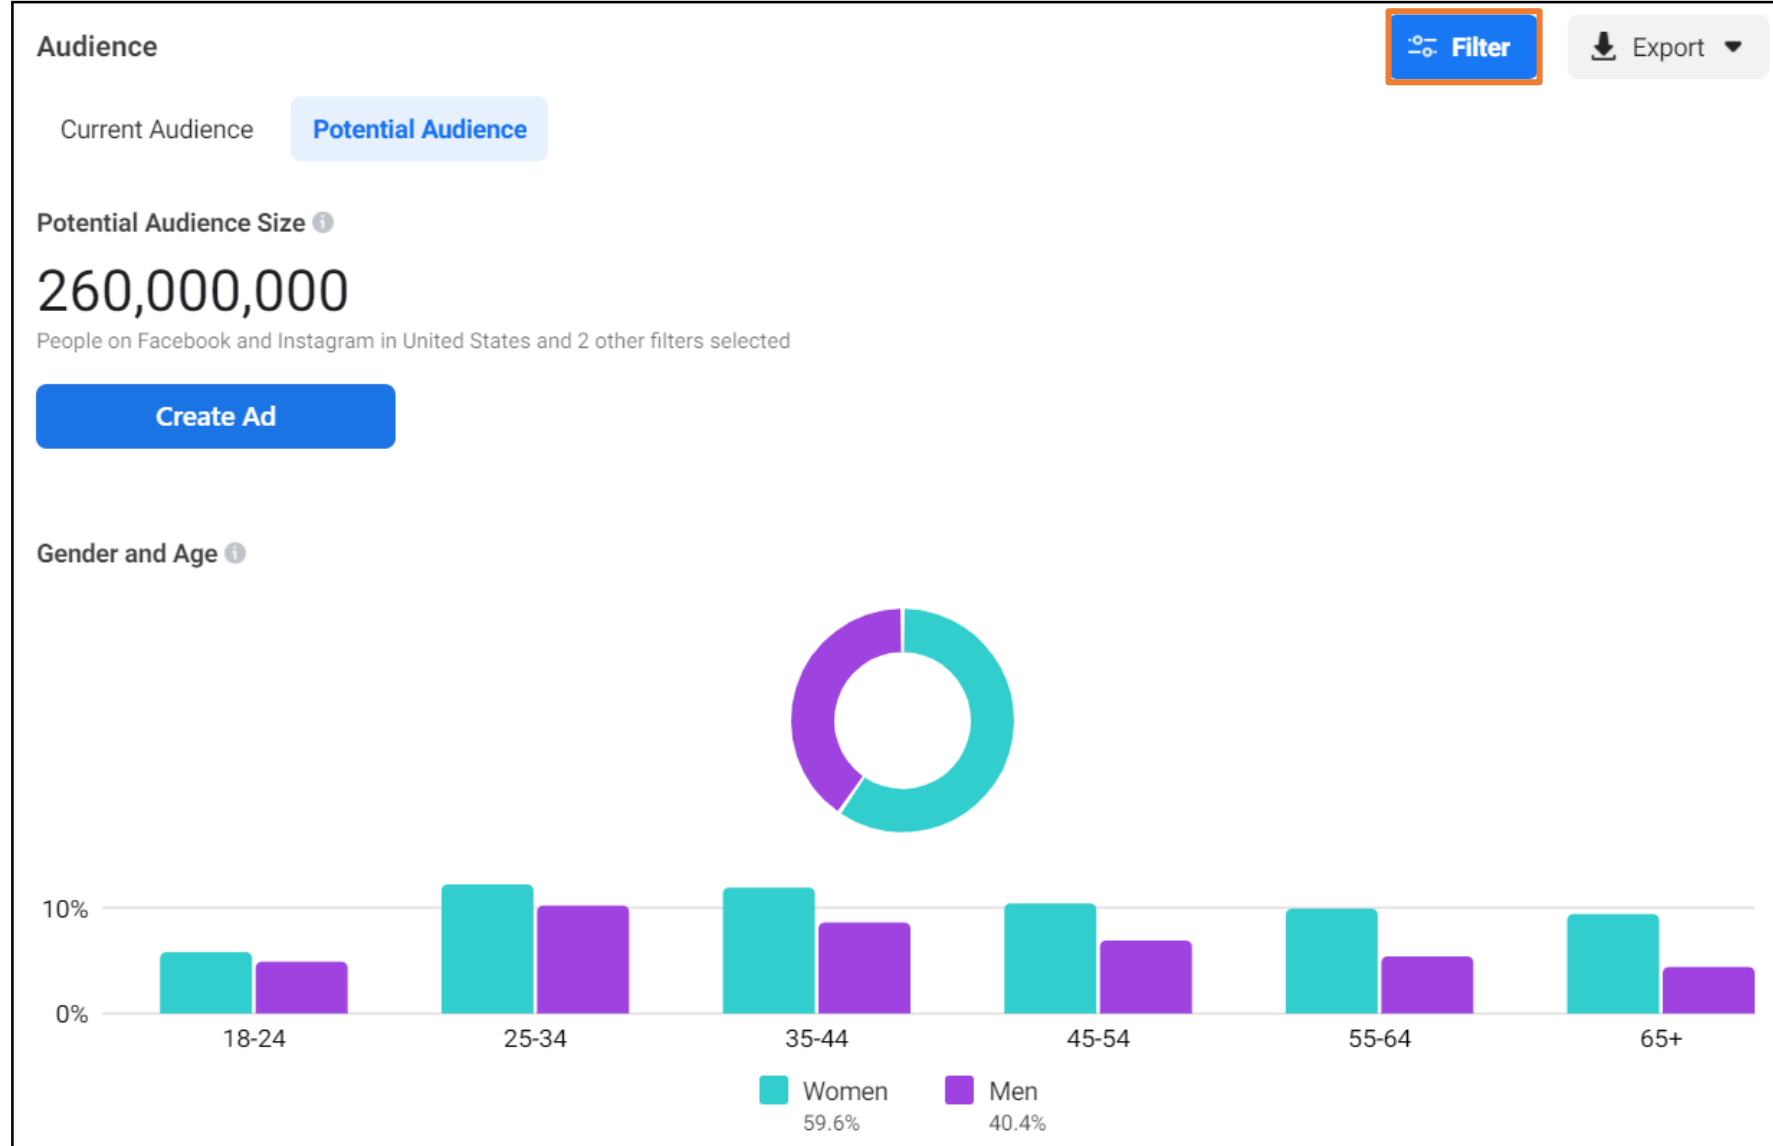 Audience
Filter
Export
Current Audience
Potential Audience
Potential Audience Size
260,000,000
People on Facebook and Instagram in United States and 2 other filters selected
Create Ad
Gender and Age
10%
0%
18-24
25-34
35-44
45-54
55-64
65+
Women
59.6%
Men
40.4%